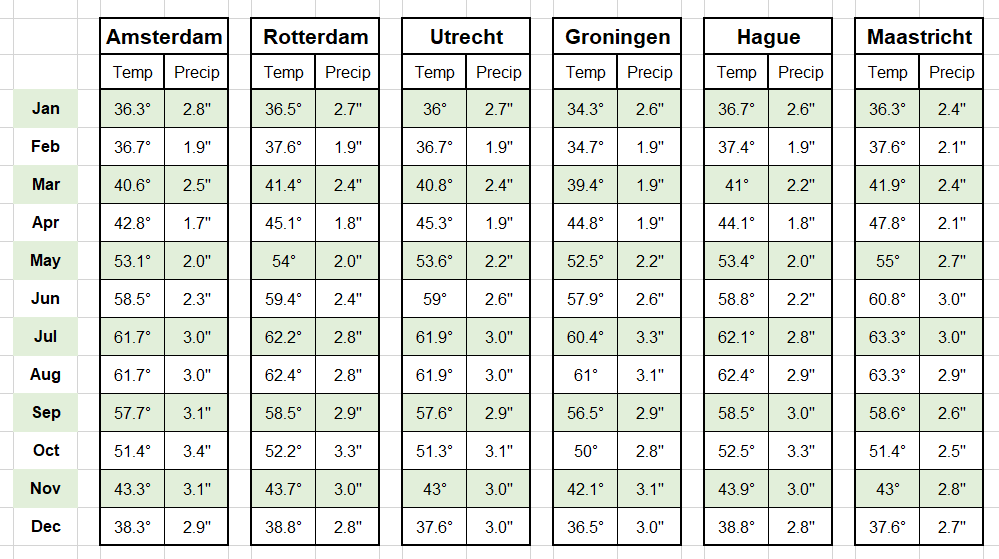 Amsterdam Rotterdam Utrecht Groningen Hague Maastricht
Temp Precip Temp Precip Temp Precip Temp Precip Temp Precip Temp Precip
Jan 36.3° 2.8" 36.5° 2.7" 36° 2.7" 34.3° 2.6" 36.7° 2.6" 36.3° 2.4"
Feb 36.7° 1.9" 37.6° 1.9" 36.7° 1.9" 34.7° 1.9" 37.4° 1.9" 37.6° 2.1"
Mar 40.6° 2.5" 41.4° 2.4" 40.8° 2.4" 39.4° 1.9" 41° 2.2" 41.9° 2.4"
Apr 42.8° 1.7" 45.1° 1.8" 45.3° 1.9" 44.8° 1.9" 44.1° 1.8" 47.8° 2.1"
May 53.1° 2.0" 54° 2.0" 53.6° 2.2" 52.5° 2.2" 53.4° 2.0" 55° 2.7"
Jun 58.5° 2.3" 59.4° 2.4" 59° 2.6" 57.9° 2.6" 58.8° 2.2" 60.8° 3.0"
Jul 61.7° 3.0" 62.2° 2.8" 61.9° 3.0" 60.4° 3.3" 62.1° 2.8" 63.3° 3.0"
Aug 61.7° 3.0" 62.4° 2.8" 61.9° 3.0" 61° 3.1" 62.4° 2.9" 63.3° 2.9"
Sep 57.7° 3.1" 58.5° 2.9" 57.6° 2.9" 56.5° 2.9" 58.5° 3.0" 58.6° 2.6"
Oct 51.4° 3.4" 52.2° 3.3" 51.3° 3.1" 50° 2.8" 52.5° 3.3" 51.4° 2.5"
Nov 43.3° 3.1" 43.7° 3.0" 43° 3.0" 42.1° 3.1" 43.9° 3.0" 43° 2.8"
Dec 38.3° 2.9" 38.8° 2.8" 37.6° 3.0" 36.5° 3.0" 38.8° 2.8" 37.6° 2.7"